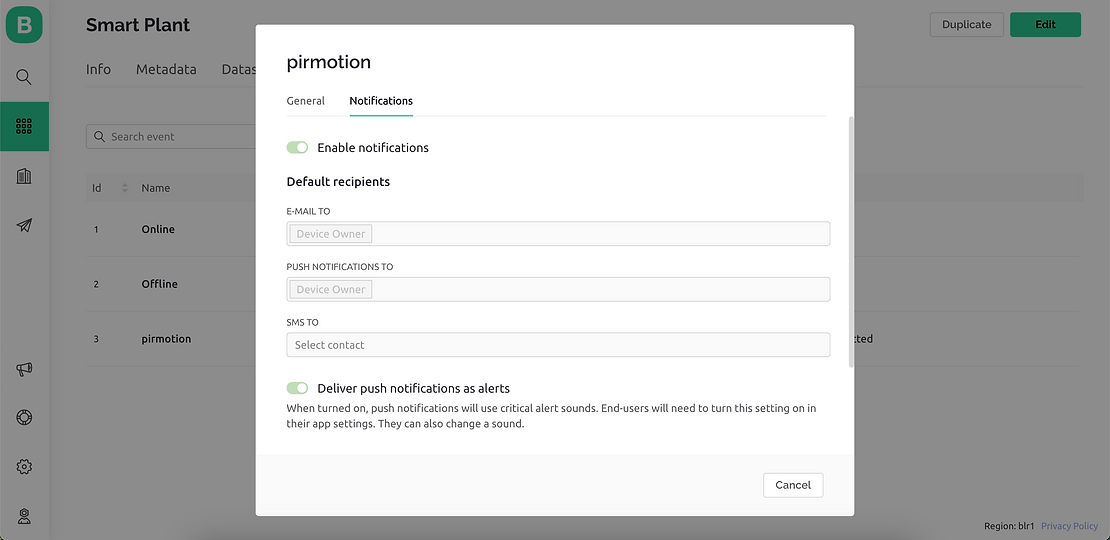 B
Smart Plant
Duplicate
Edit
Info
Metadata
Datas
Search event
Id
Name
1
Online
2
Offline
3
pirmotion
cted
pirmotion
General
Notifications
Enable notifications
Default recipients
E-MAIL TO
Device Owner
PUSH NOTIFICATIONS TO
Device Owner
SMS TO
Select contact
Deliver push notifications as alerts
When turned on, push notifications will use critical alert sounds. End-users will need to turn this setting on in
their app settings. They can also change a sound.
Cancel
Region: blr1 Privacy Policy